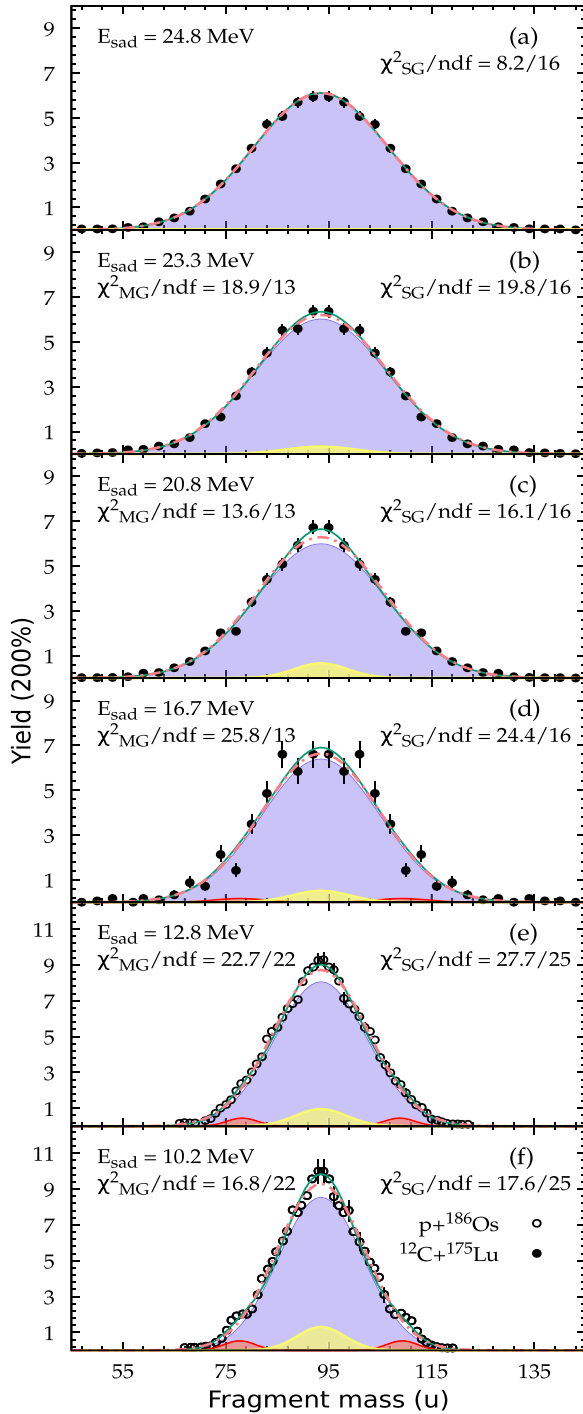 9
7
5
3
1
E_sad = 24.8 MeV
(a)
χ²_SG/ndf = 8.2/16
9
7
5
3
1
E_sad = 23.3 MeV
(b)
χ²_MG/ndf = 18.9/13
χ²_SG/ndf = 19.8/16
9
7
5
3
1
E_sad = 20.8 MeV
(c)
χ²_MG/ndf = 13.6/13
χ²_SG/ndf = 16.1/16
Yield (200%)
9
7
5
3
1
E_sad = 16.7 MeV
(d)
χ²_MG/ndf = 25.8/13
χ²_SG/ndf = 24.4/16
11
9
7
5
3
1
E_sad = 12.8 MeV
(e)
χ²_MG/ndf = 22.7/22
χ²_SG/ndf = 27.7/25
11
9
7
5
3
1
E_sad = 10.2 MeV
(f)
χ²_MG/ndf = 16.8/22
χ²_SG/ndf = 17.6/25
p+¹⁸⁶Os
¹²C+¹⁷⁵Lu
55 75 95 115 135
Fragment mass (u)